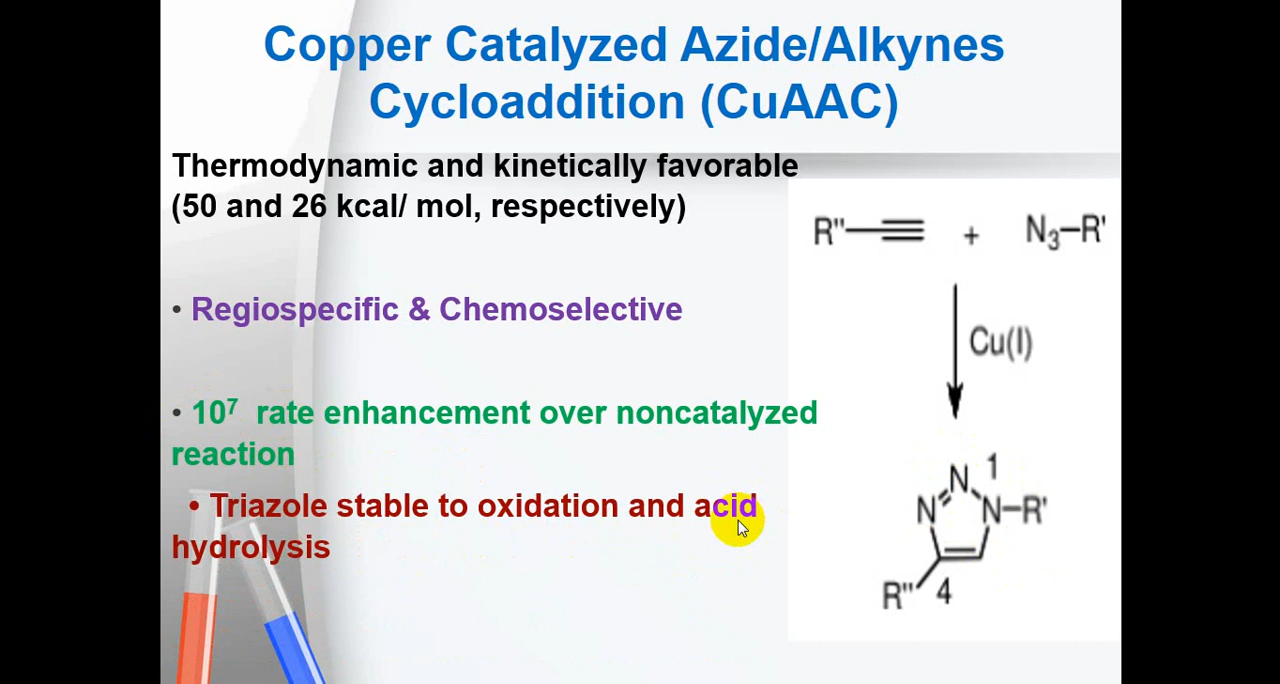 Copper Catalyzed Azide/Alkynes
Cycloaddition (CuAAC)
Thermodynamic and kinetically favorable
(50 and 26 kcal/ mol, respectively)
• Regiospecific & Chemoselective
• 10⁷ rate enhancement over noncatalyzed
reaction
• Triazole stable to oxidation and acid
hydrolysis
R" + N₃–R'
Cu(I)
N 1
N N–R'
R" 4